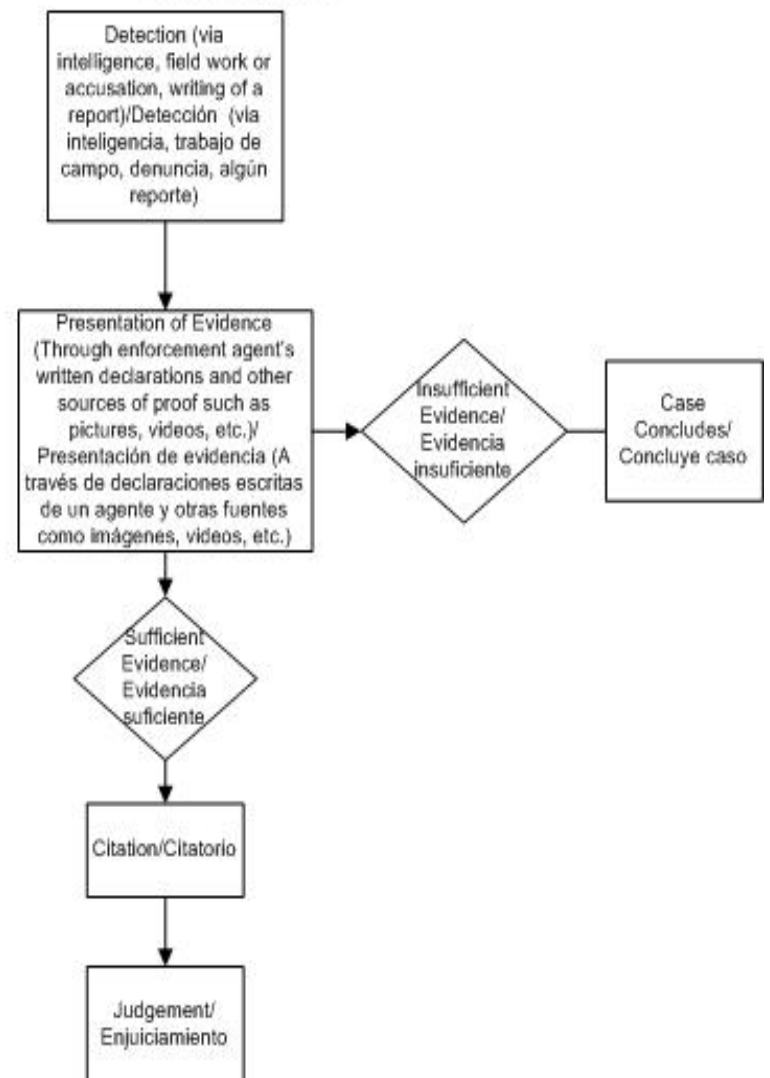 Detection (via
intelligence, field work or
accusation, writing of a
report)/Detección (via
inteligencia, trabajo de
campo, denuncia, algún
reporte)
Presentation of Evidence
(Through enforcement agent's
written declarations and other
sources of proof such as
pictures, videos, etc.)/
Presentación de evidencia (A
través de declaraciones escritas
de un agente y otras fuentes
como imágenes, videos, etc.)
Insufficient
Evidence/
Evidencia
insuficiente
Case
Concludes/
Concluye caso
Sufficient
Evidence/
Evidencia
suficiente
Citation/Citatorio
Judgement/
Enjuiciamiento